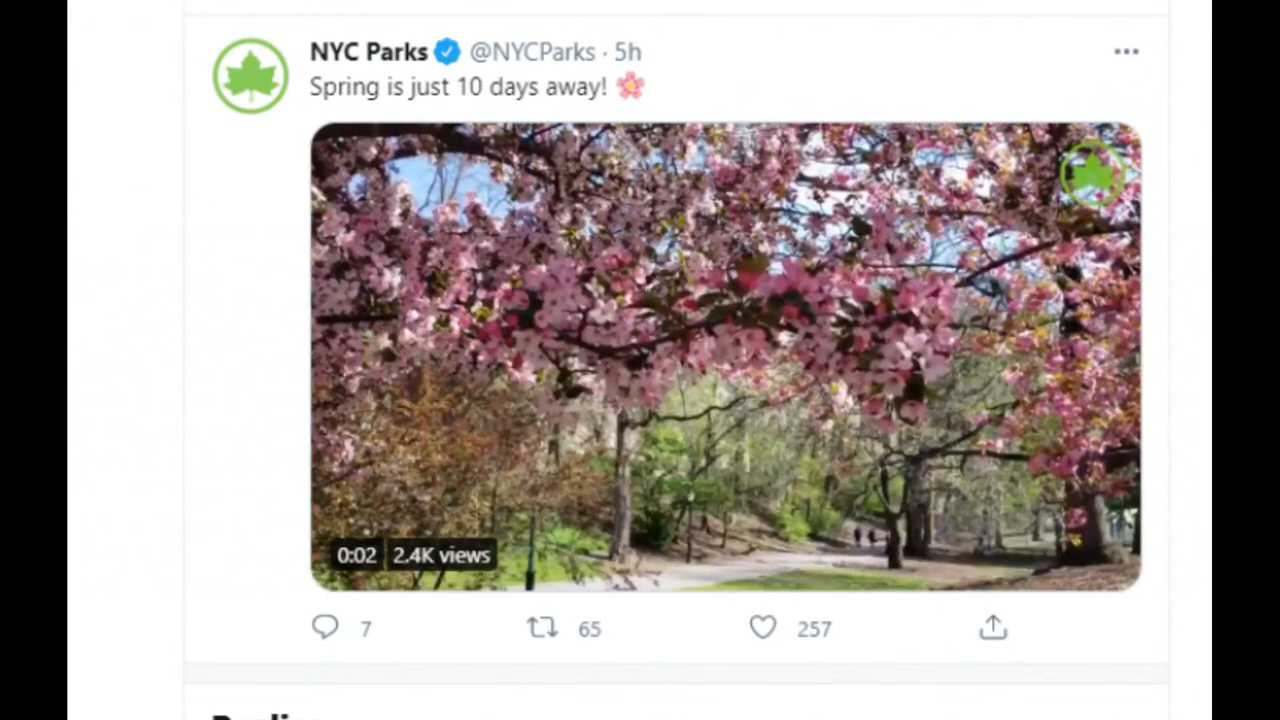 NYC Parks @NYCParks · 5h
Spring is just 10 days away! 🌸
0:02 2.4K views
7 65 257